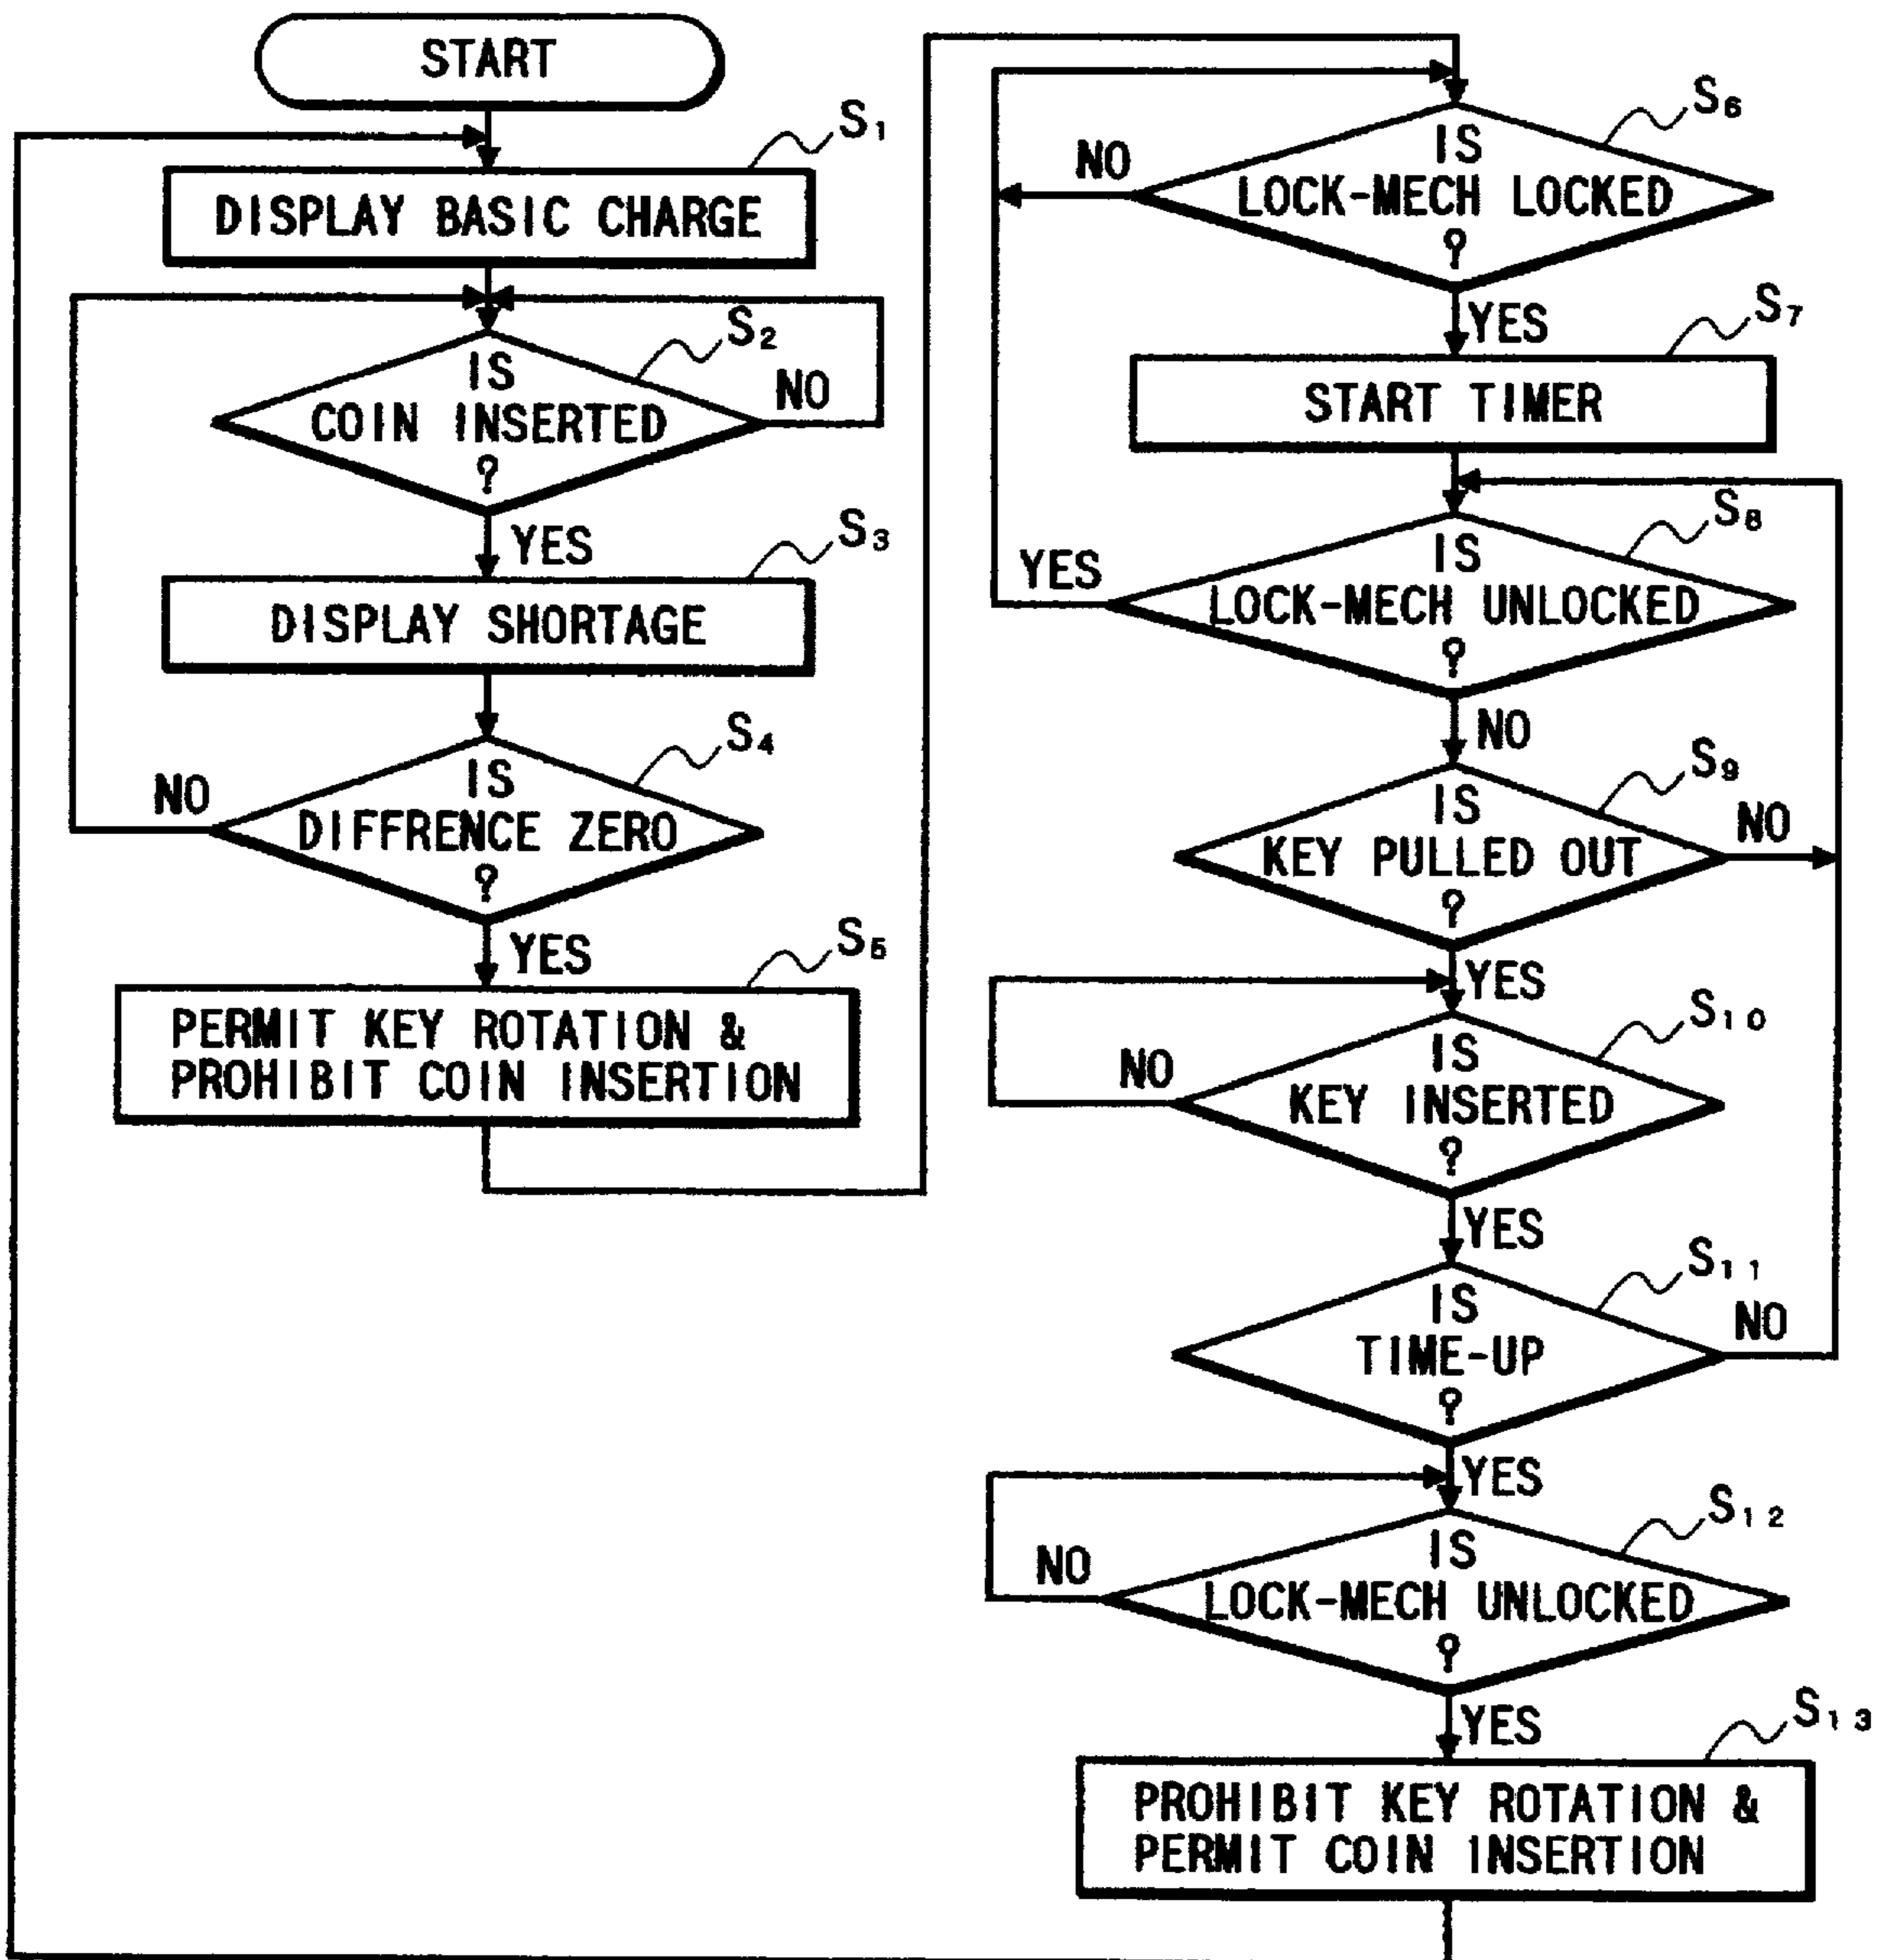 START
S₁
DISPLAY BASIC CHARGE
S₂
IS
COIN INSERTED
?
NO
YES
S₃
DISPLAY SHORTAGE
S₄
IS
DIFFRENCE ZERO
?
NO
YES
S₅
PERMIT KEY ROTATION &
PROHIBIT COIN INSERTION
S₆
IS
LOCK-MECH LOCKED
?
NO
YES
S₇
START TIMER
S₈
IS
LOCK-MECH UNLOCKED
?
YES
NO
S₉
IS
KEY PULLED OUT
?
NO
YES
S₁₀
IS
KEY INSERTED
?
NO
YES
S₁₁
IS
TIME-UP
?
NO
YES
S₁₂
IS
LOCK-MECH UNLOCKED
?
NO
YES
S₁₃
PROHIBIT KEY ROTATION &
PERMIT COIN INSERTION